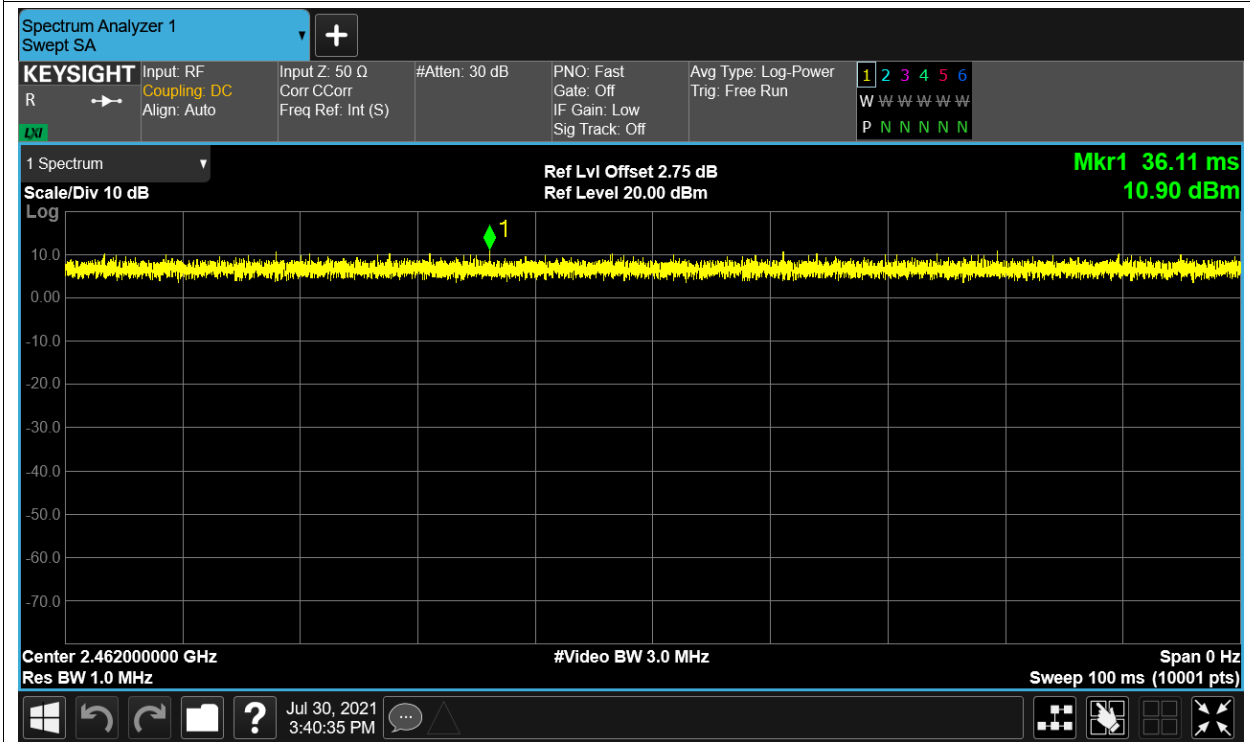 Spectrum Analyzer 1
Swept SA
▼
+
KEYSIGHT
R
LXI
Input: RF
Coupling: DC
Align: Auto
Input Z: 50 Ω
Corr CCorr
Freq Ref: Int (S)
#Atten: 30 dB
PNO: Fast
Gate: Off
IF Gain: Low
Sig Track: Off
Avg Type: Log-Power
Trig: Free Run
1 2 3 4 5 6
W W W W W W
P N N N N N
1 Spectrum ▼
Scale/Div 10 dB
Log
Ref Lvl Offset 2.75 dB
Ref Level 20.00 dBm
Mkr1 36.11 ms
10.90 dBm
1
10.0
0.00
-10.0
-20.0
-30.0
-40.0
-50.0
-60.0
-70.0
Center 2.462000000 GHz
Res BW 1.0 MHz
#Video BW 3.0 MHz
Span 0 Hz
Sweep 100 ms (10001 pts)
?
Jul 30, 2021
3:40:35 PM